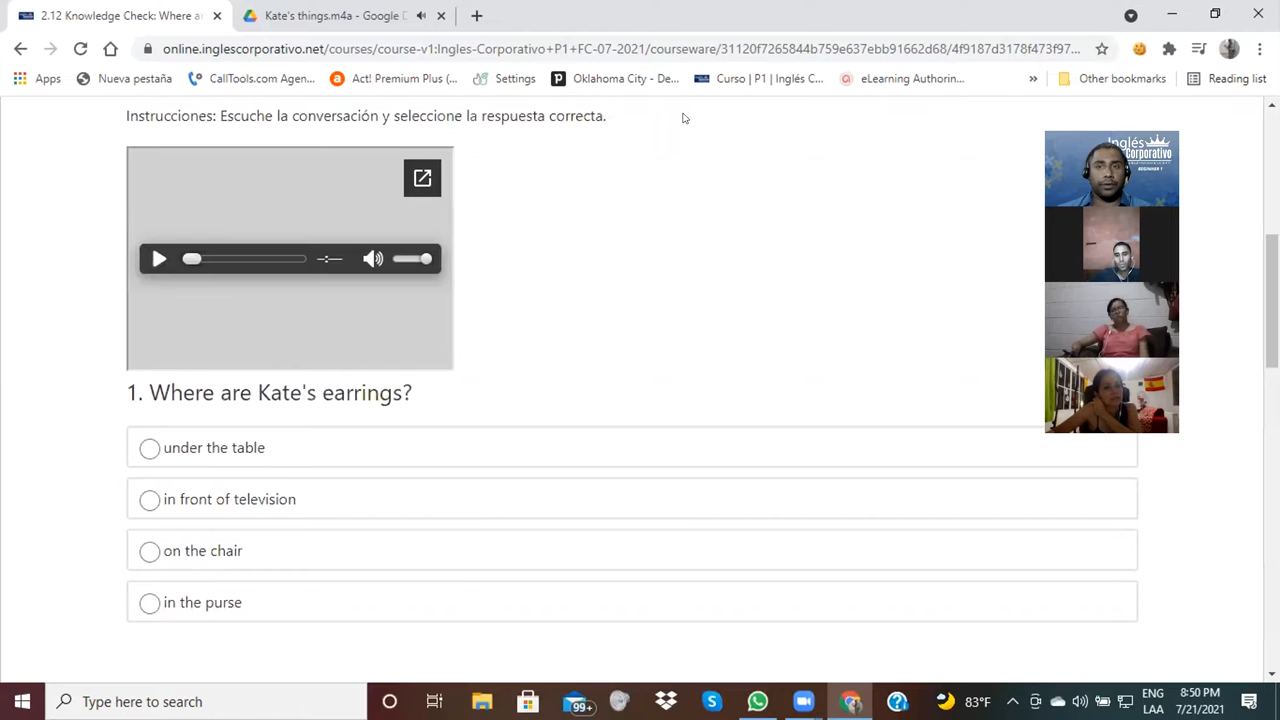 2.12 Knowledge Check: Where ar
Kate's things.m4a - Google D
online.inglescorporativo.net/courses/course-v1:Ingles-Corporativo+P1+FC-07-2021/courseware/31120f7265844b759e637ebb91662d68/4f9187d3178f473f97...
Apps
Nueva pestaña
CallTools.com Agen...
Act! Premium Plus (...
Settings
Oklahoma City - De...
Curso | P1 | Inglés C...
eLearning Authorin...
»
Other bookmarks
Reading list
Instrucciones: Escuche la conversación y seleccione la respuesta correcta.
Inglés
Corporativo
BEGINNER 1
1. Where are Kate's earrings?
under the table
in front of television
on the chair
in the purse
Type here to search
99+
83°F
ENG
LAA
8:50 PM
7/21/2021